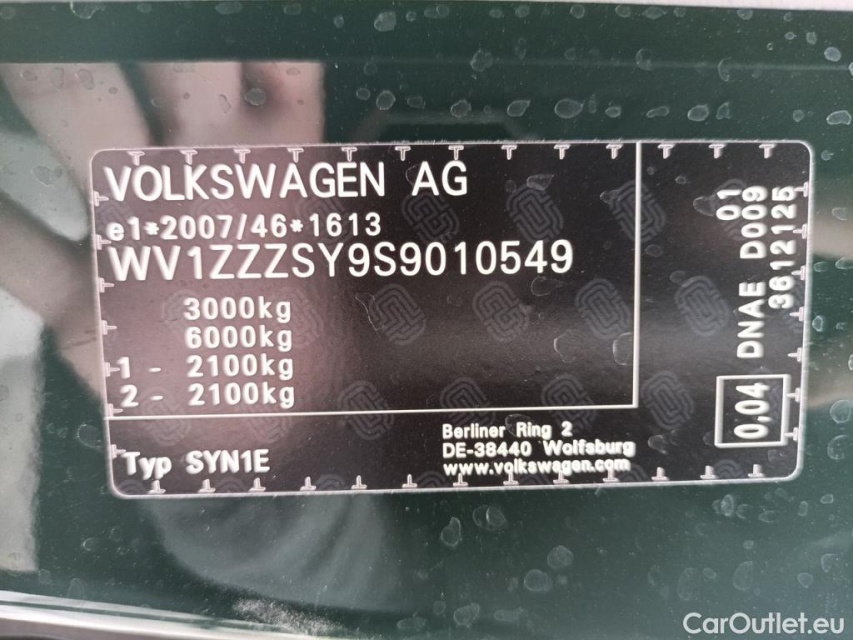 VOLKSWAGEN AG
e1*2007/46*1613
WV1ZZZSY9S9010549
3000kg
6000kg
1 - 2100kg
2 - 2100kg
Typ SYN1E
Berliner Ring 2
DE-38440 Wolfsburg
www.volkswagen.com
01
DNAE D009
3612125
0,04
CarOutlet.eu